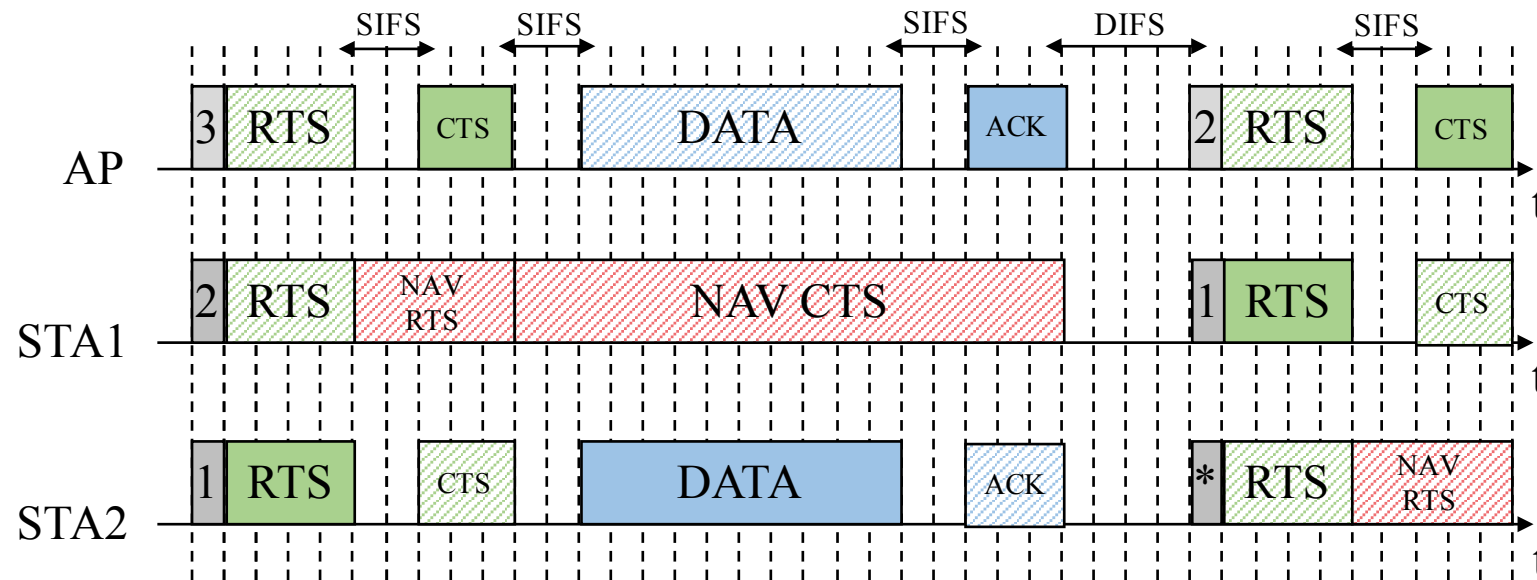 SIFS SIFS SIFS DIFS SIFS
AP 3 RTS CTS DATA ACK 2 RTS CTS
t
STA1 2 RTS NAV RTS NAV CTS 1 RTS CTS
t
STA2 1 RTS CTS DATA ACK * RTS NAV RTS
t